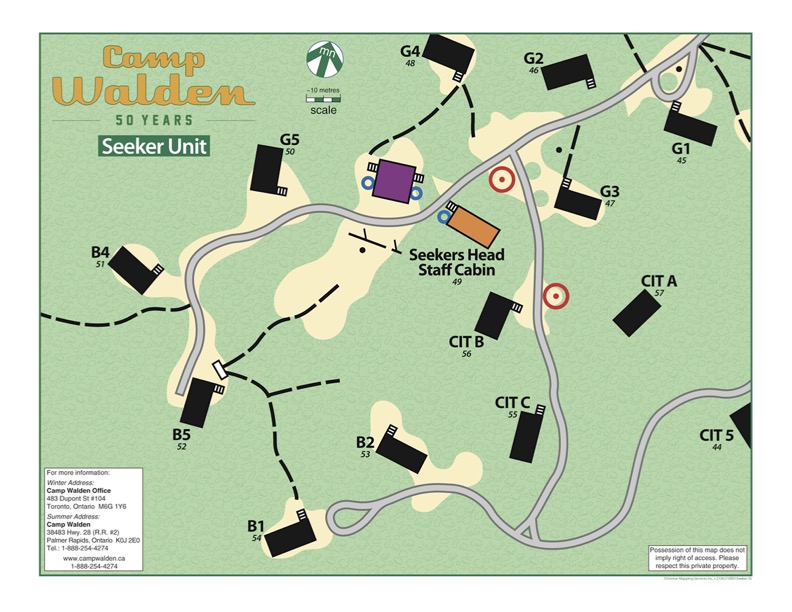 Camp
Walden
50 YEARS
Seeker Unit
mn
~10 metres
scale
G4
48
G2
46
G1
45
G5
50
G3
47
B4
51
Seekers Head
Staff Cabin
49
CIT A
57
CIT B
56
CIT C
55
CIT 5
44
B5
52
B2
53
B1
54
For more information:
Winter Address:
Camp Walden Office
483 Dupont St #104
Toronto, Ontario M6G 1Y6
Summer Address:
Camp Walden
38483 Hwy. 28 (R.R. #2)
Palmer Rapids, Ontario K0J 2E0
Tel.: 1-888-254-4274
www.campwalden.ca
1-888-254-4274
Possession of this map does not
imply right of access. Please
respect this private property.